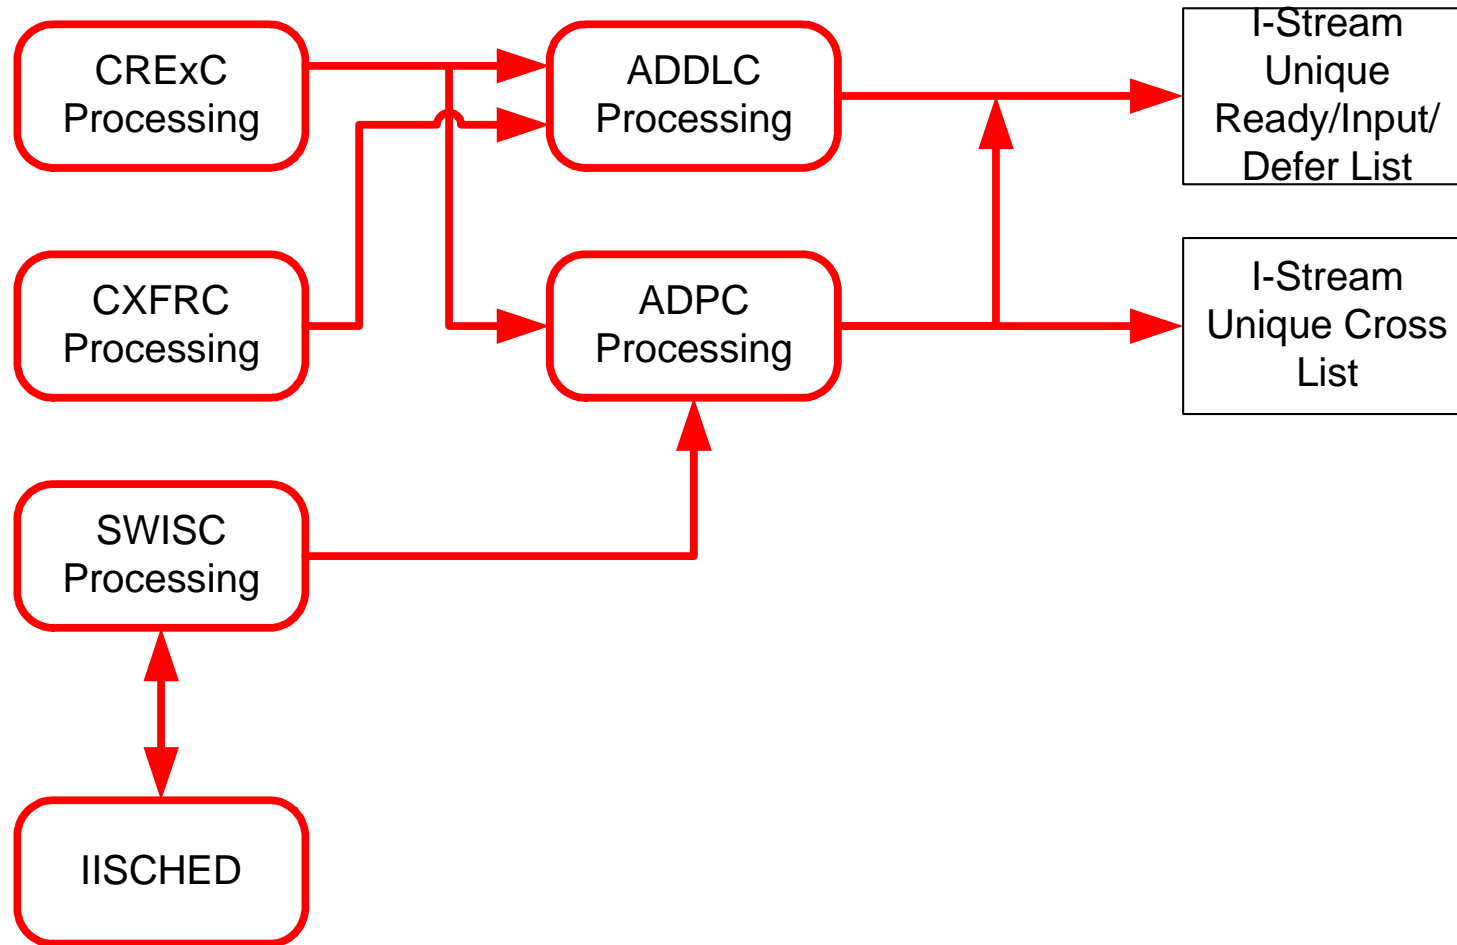 CRExC
Processing
ADDLC
Processing
I-Stream
Unique
Ready/Input/
Defer List
CXFRC
Processing
ADPC
Processing
I-Stream
Unique Cross
List
SWISC
Processing
IISCHED